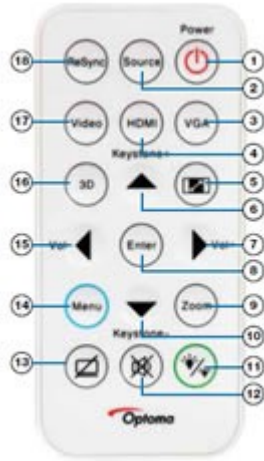 Power
18 ReSync Source 1
2
17 Video HDMI VGA 3
4
Keystone+
16 3D 5
6
15 Vol- Enter Vol+ 7
8
14 Menu Zoom 9
10
Keystone-
13 11
12
Optoma